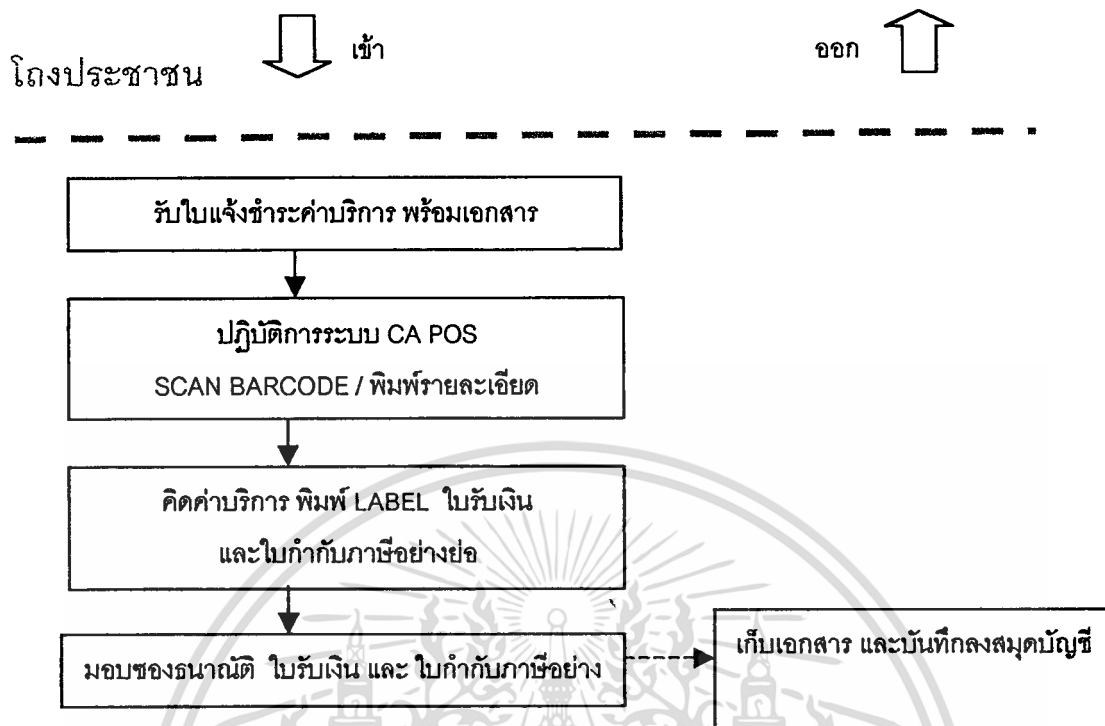 เข้า
ออก
โถงประชาชน
รับใบแจ้งชำระค่าบริการ พร้อมเอกสาร
ปฏิบัติการระบบ CA POS
SCAN BARCODE / พิมพ์รายละเอียด
คิดค่าบริการ พิมพ์ LABEL ใบรับเงิน
และใบกำกับภาษีอย่างย่อ
มอบซองธนาณัติ ใบรับเงิน และ ใบกำกับภาษีอย่าง
เก็บเอกสาร และบันทึกลงสมุดบัญชี